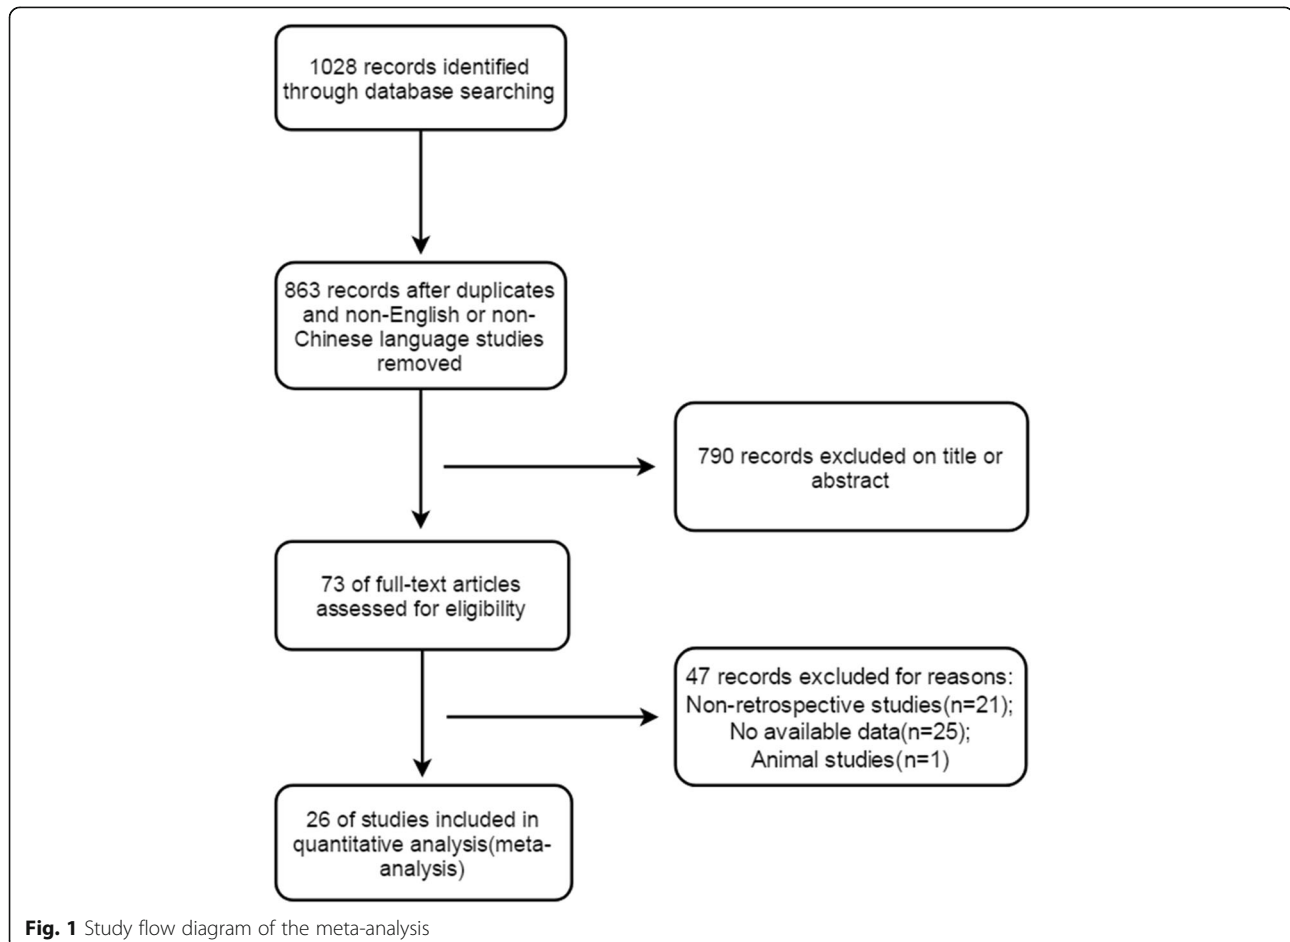 1028 records identified
through database searching
863 records after duplicates
and non-English or non-
Chinese language studies
removed
790 records excluded on title or
abstract
73 of full-text articles
assessed for eligibility
47 records excluded for reasons:
Non-retrospective studies(n=21);
No available data(n=25);
Animal studies(n=1)
26 of studies included in
quantitative analysis(meta-
analysis)
Fig. 1 Study flow diagram of the meta-analysis